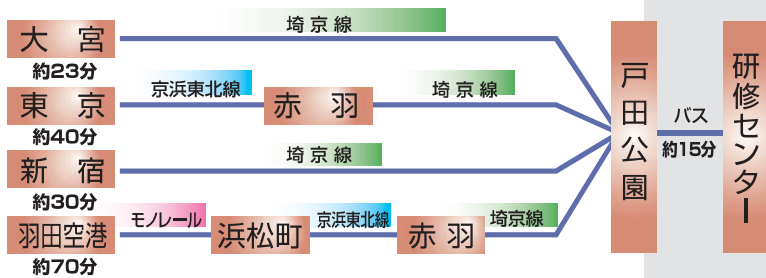 埼京線
大宮
約23分
京浜東北線
埼京線
東京
赤羽
約40分
埼京線
新宿
約30分
モノレール
京浜東北線
埼京線
羽田空港
浜松町
赤羽
約70分
戸田公園
バス
約15分
研修センター